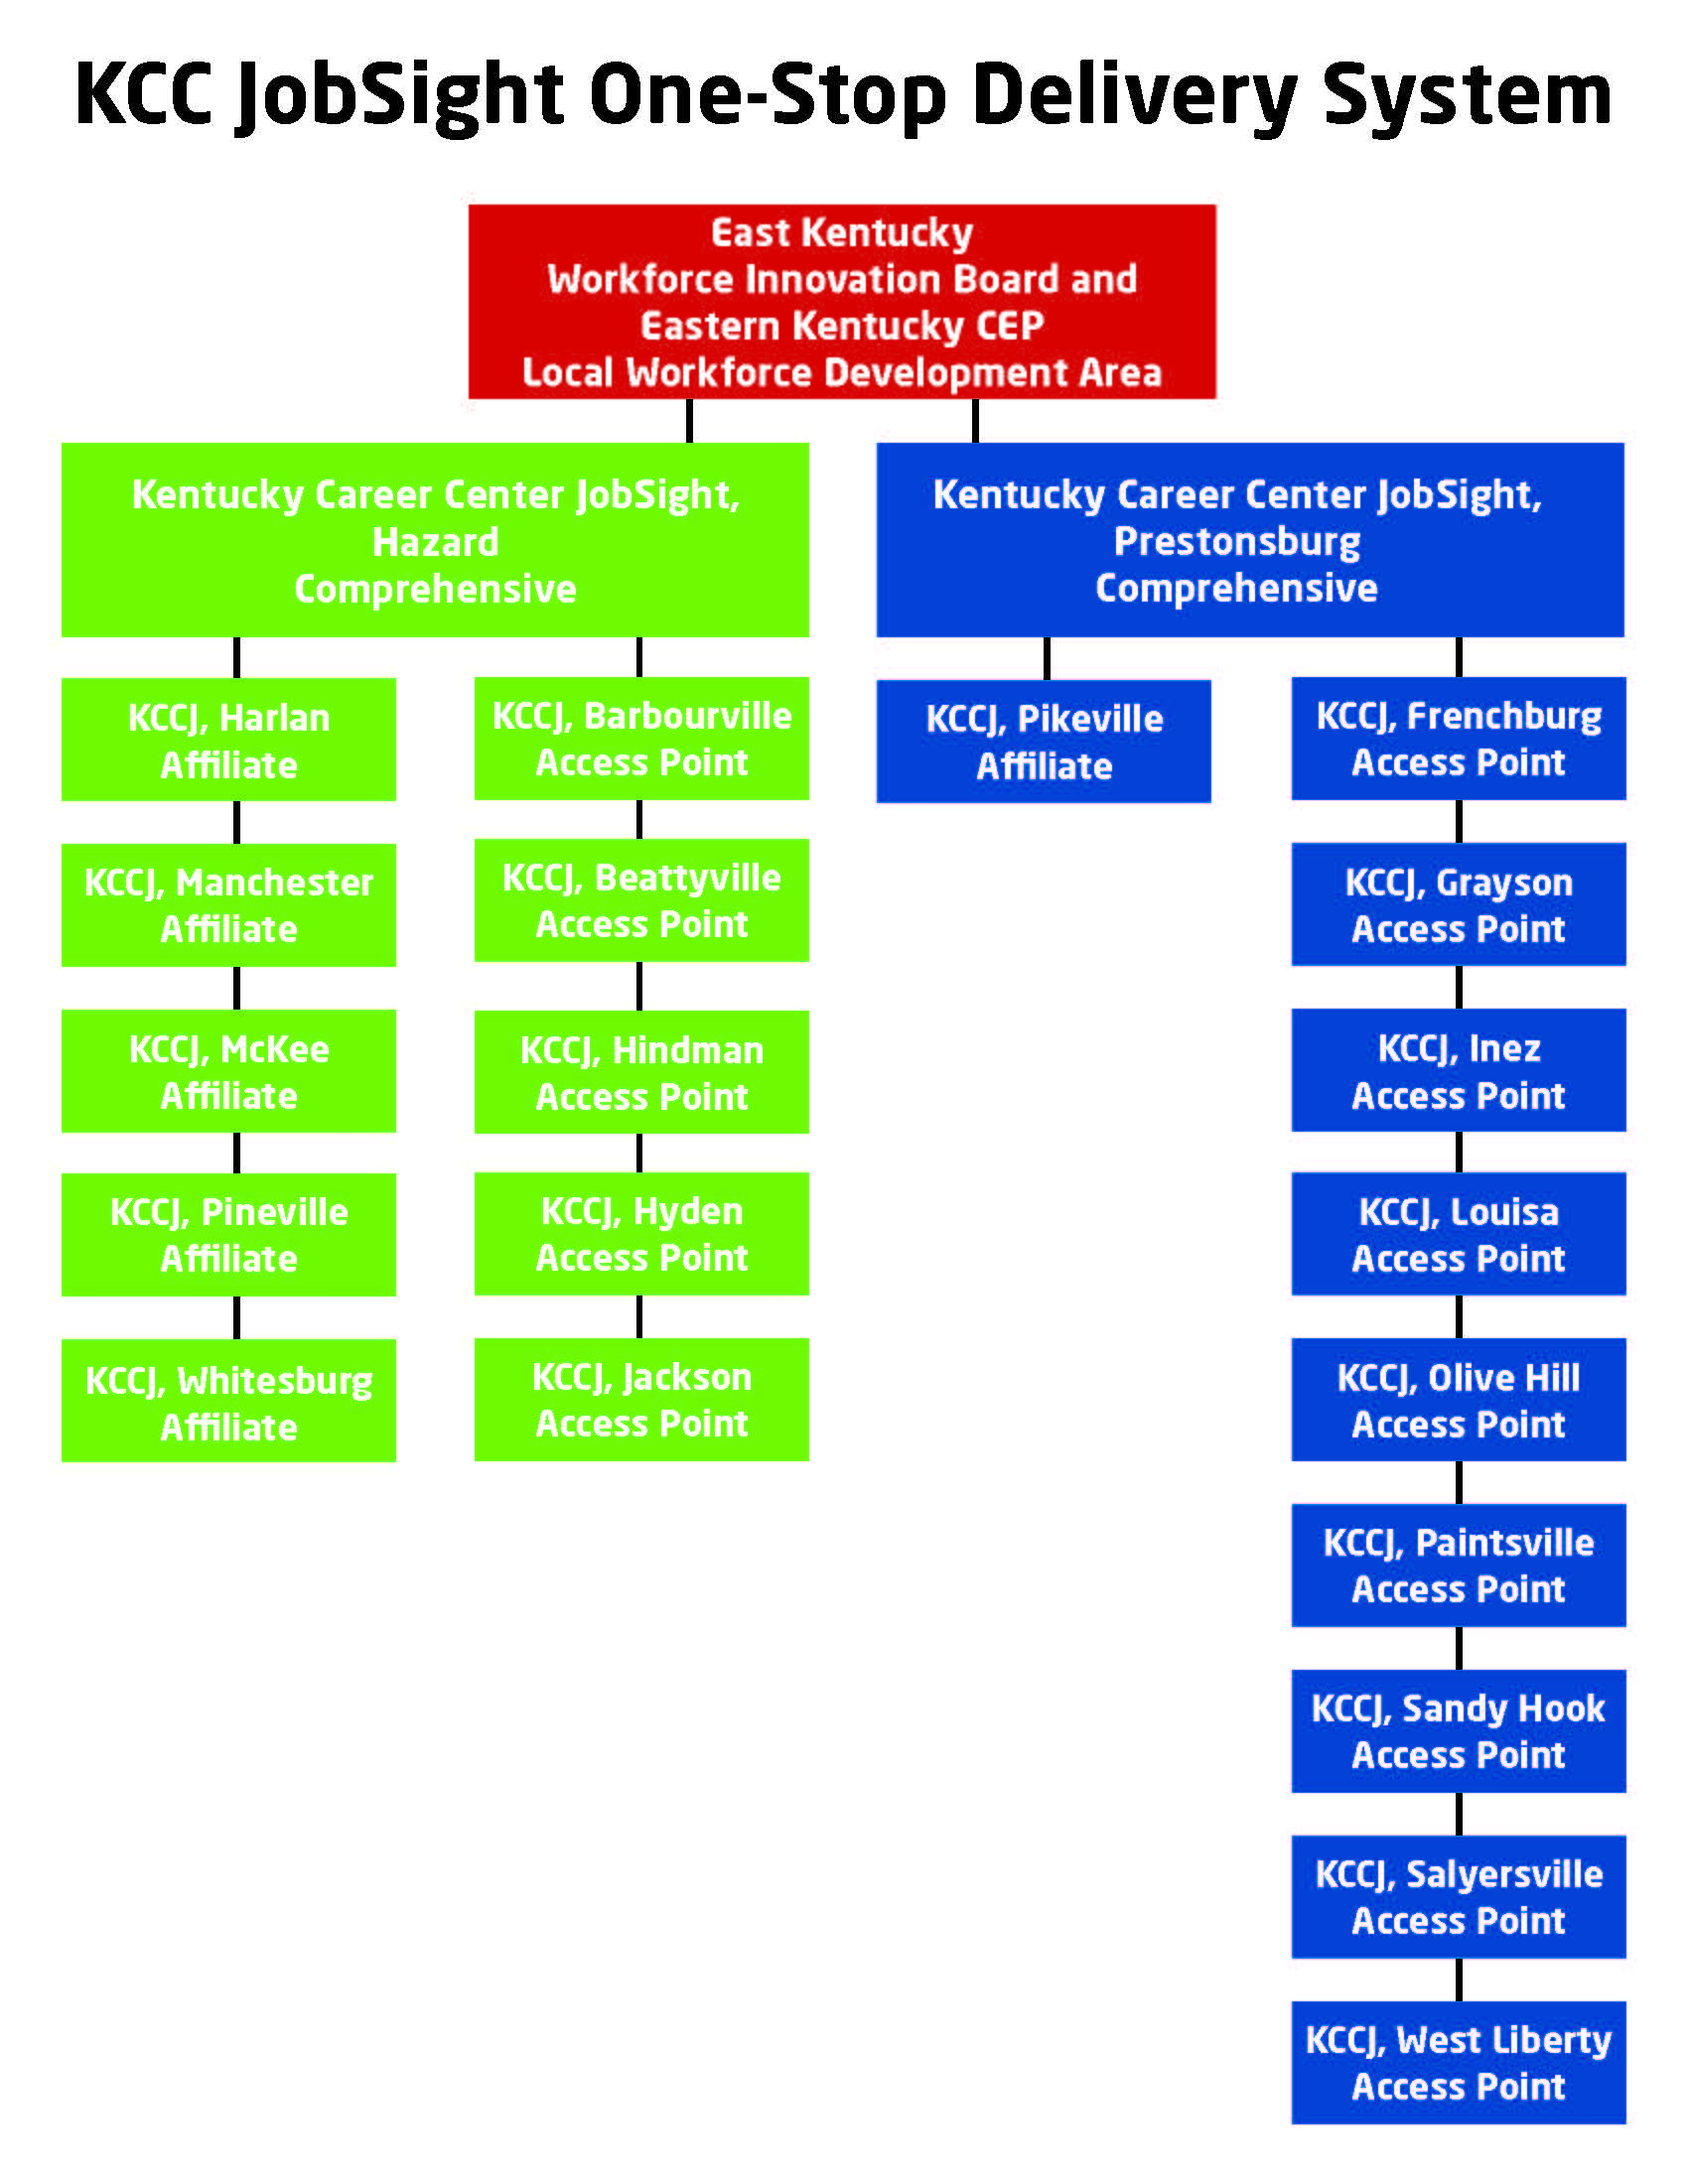 KCC JobSight One-Stop Delivery System
East Kentucky
Workforce Innovation Board and
Eastern Kentucky CEP
Local Workforce Development Area
Kentucky Career Center JobSight,
Hazard
Comprehensive
Kentucky Career Center JobSight,
Prestonsburg
Comprehensive
KCCJ, Harlan
Affiliate
KCCJ, Manchester
Affiliate
KCCJ, McKee
Affiliate
KCCJ, Pineville
Affiliate
KCCJ, Whitesburg
Affiliate
KCCJ, Barbourville
Access Point
KCCJ, Beattyville
Access Point
KCCJ, Hindman
Access Point
KCCJ, Hyden
Access Point
KCCJ, Jackson
Access Point
KCCJ, Pikeville
Affiliate
KCCJ, Frenchburg
Access Point
KCCJ, Grayson
Access Point
KCCJ, Inez
Access Point
KCCJ, Louisa
Access Point
KCCJ, Olive Hill
Access Point
KCCJ, Paintsville
Access Point
KCCJ, Sandy Hook
Access Point
KCCJ, Salyersville
Access Point
KCCJ, West Liberty
Access Point